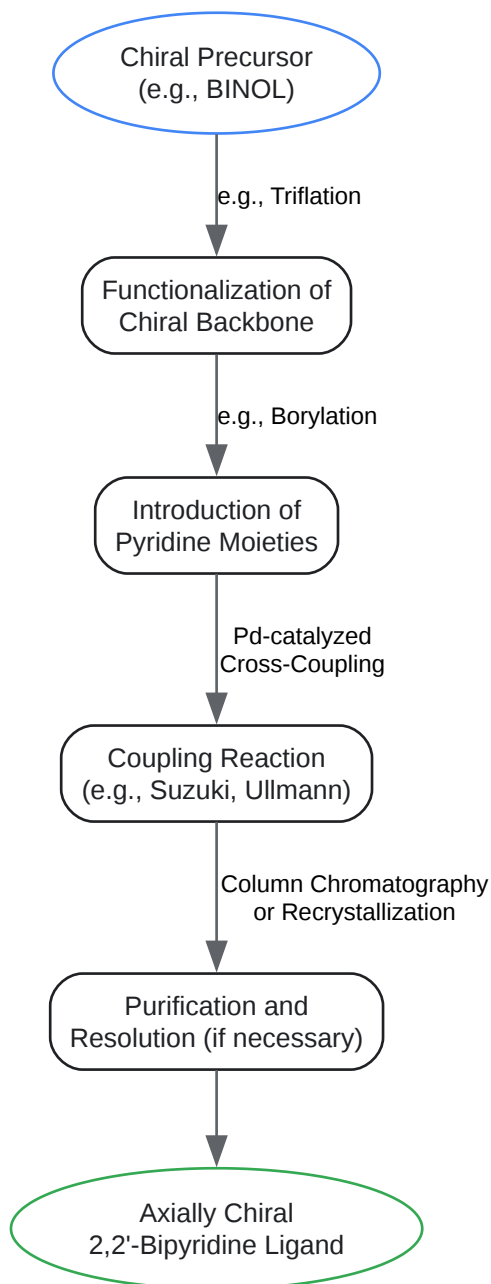 Chiral Precursor
(e.g., BINOL)
e.g., Triflation
Functionalization of
Chiral Backbone
e.g., Borylation
Introduction of
Pyridine Moieties
Pd-catalyzed
Cross-Coupling
Coupling Reaction
(e.g., Suzuki, Ullmann)
Column Chromatography
or Recrystallization
Purification and
Resolution (if necessary)
Axially Chiral
2,2'-Bipyridine Ligand